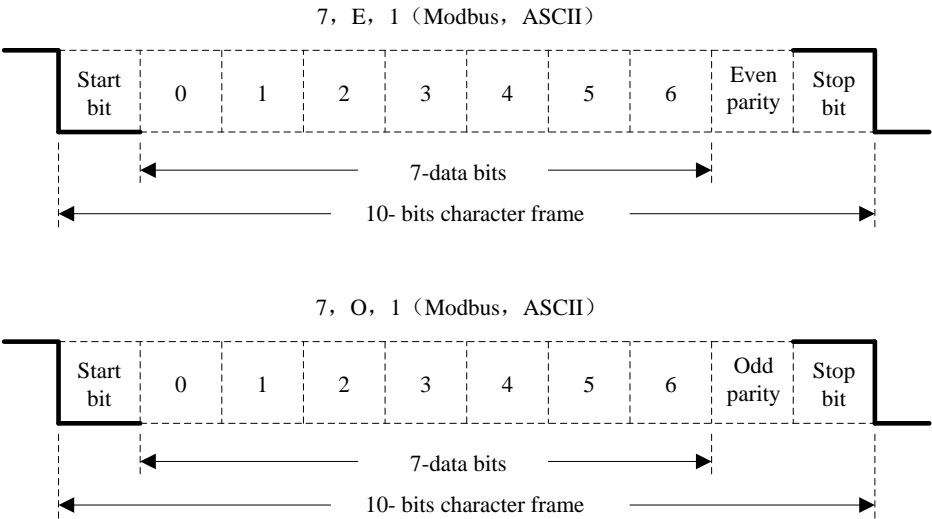 7，E，1（Modbus，ASCII）
Start bit 0 1 2 3 4 5 6 Even parity Stop bit
7-data bits
10- bits character frame
7，O，1（Modbus，ASCII）
Start bit 0 1 2 3 4 5 6 Odd parity Stop bit
7-data bits
10- bits character frame